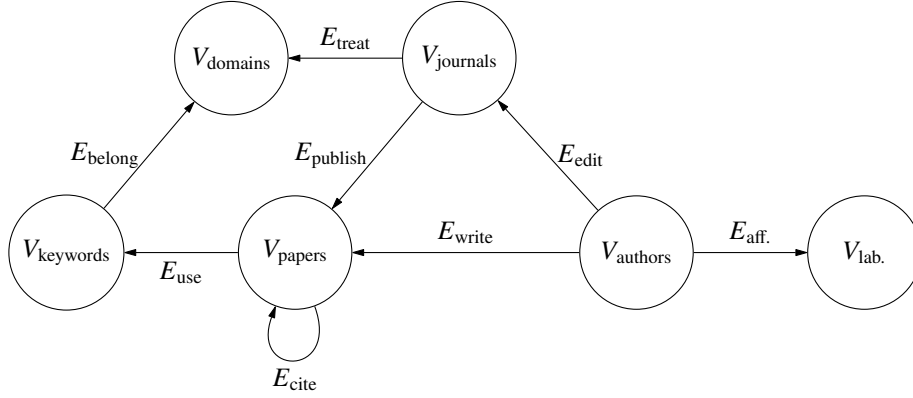 E_treat
V_domains
V_journals
E_belong
E_publish
E_edit
E_write
E_aff.
V_keywords
V_papers
V_authors
V_lab.
E_use
E_cite